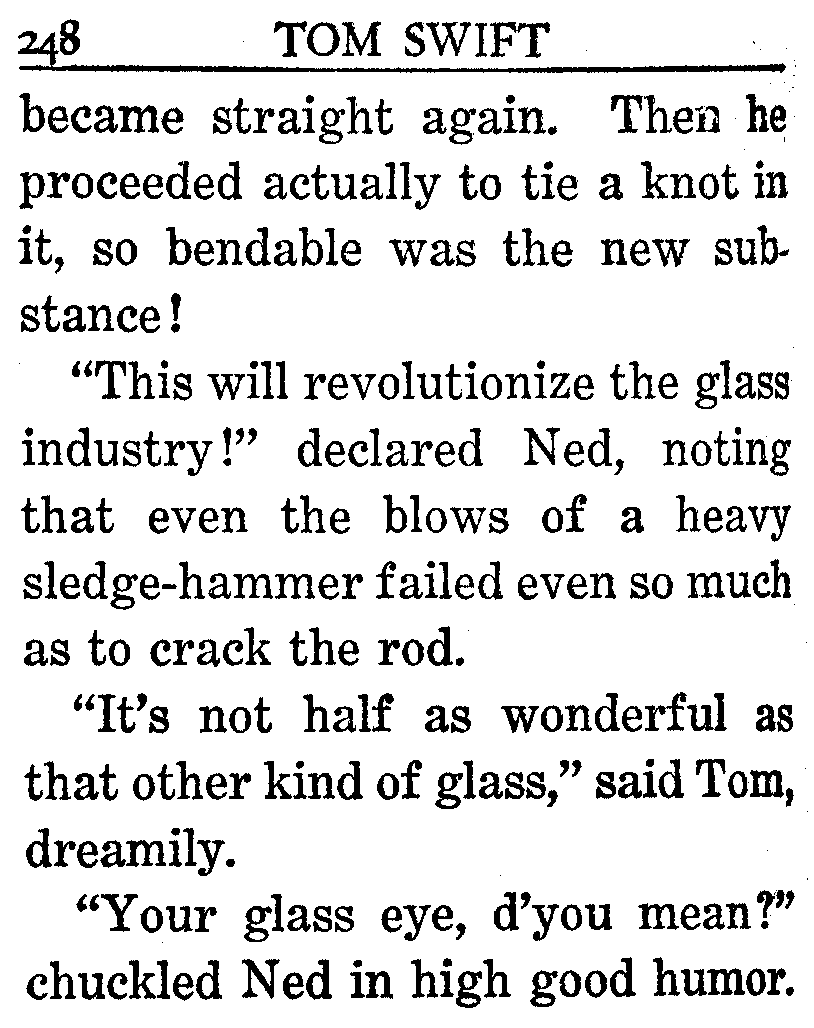 248 TOM SWIFT
became straight again. Then he
proceeded actually to tie a knot in
it, so bendable was the new sub-
stance!
"This will revolutionize the glass
industry!" declared Ned, noting
that even the blows of a heavy
sledge-hammer failed even so much
as to crack the rod.
"It's not half as wonderful as
that other kind of glass," said Tom,
dreamily.
"Your glass eye, d'you mean?"
chuckled Ned in high good humor.